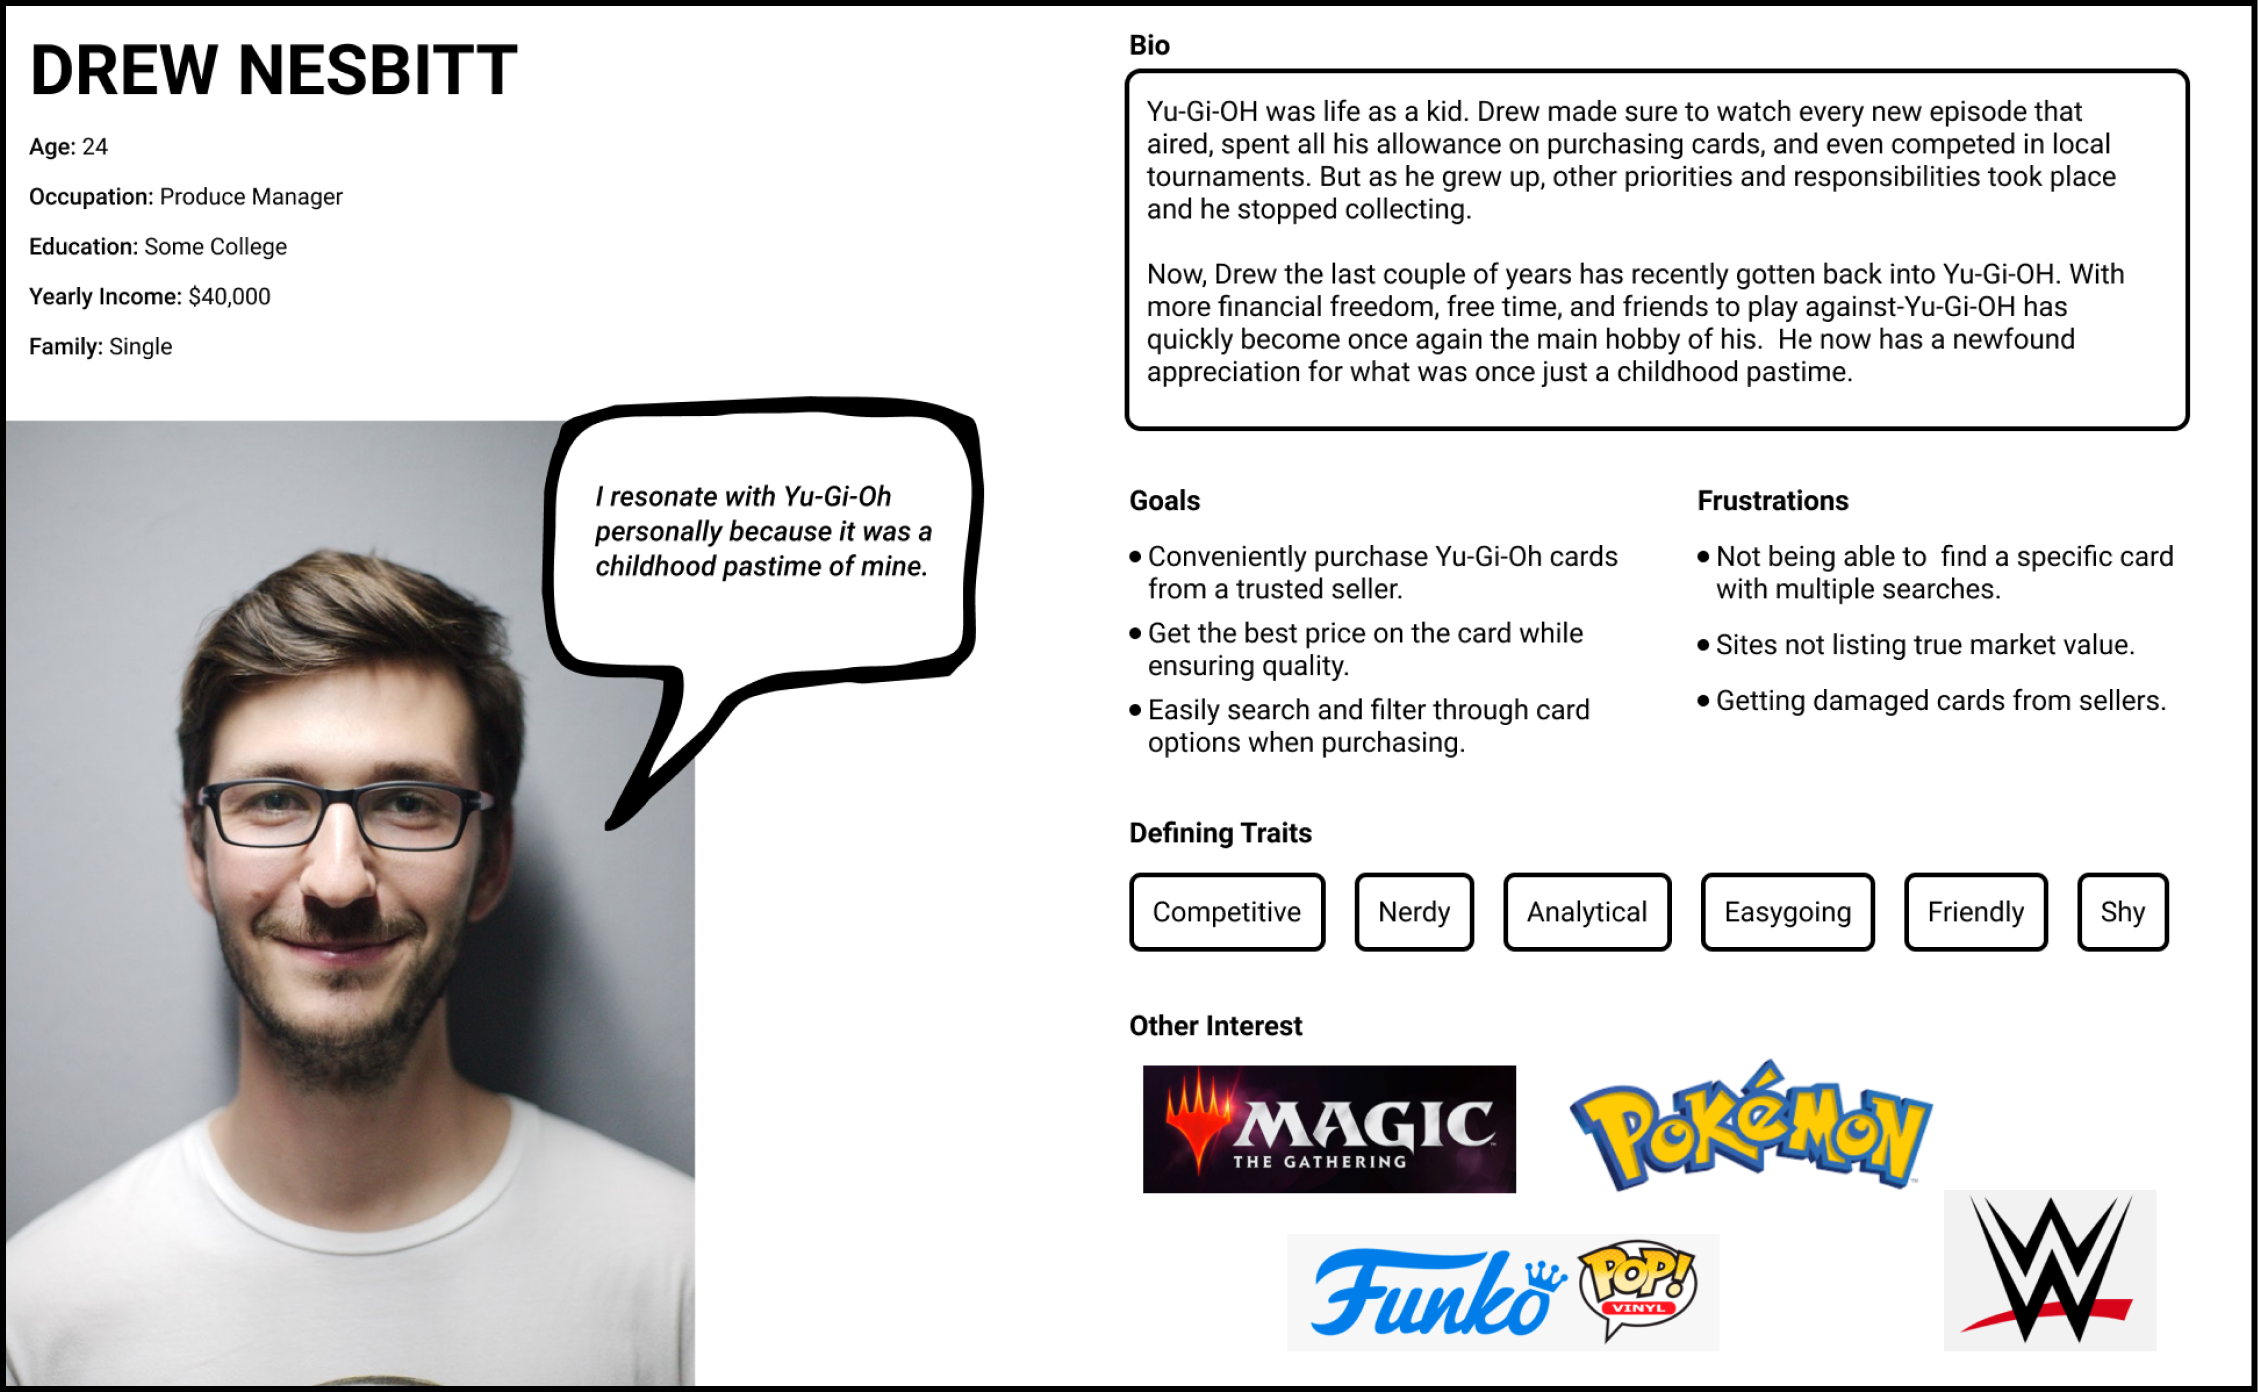 DREW NESBITT
Age: 24
Occupation: Produce Manager
Education: Some College
Yearly Income: $40,000
Family: Single
I resonate with Yu-Gi-Oh
personally because it was a
childhood pastime of mine.
Bio
Yu-Gi-OH was life as a kid. Drew made sure to watch every new episode that
aired, spent all his allowance on purchasing cards, and even competed in local
tournaments. But as he grew up, other priorities and responsibilities took place
and he stopped collecting.
Now, Drew the last couple of years has recently gotten back into Yu-Gi-OH. With
more financial freedom, free time, and friends to play against-Yu-Gi-OH has
quickly become once again the main hobby of his.  He now has a newfound
appreciation for what was once just a childhood pastime.
Goals
• Conveniently purchase Yu-Gi-Oh cards
from a trusted seller.
• Get the best price on the card while
ensuring quality.
• Easily search and filter through card
options when purchasing.
Frustrations
• Not being able to  find a specific card
with multiple searches.
• Sites not listing true market value.
• Getting damaged cards from sellers.
Defining Traits
Competitive
Nerdy
Analytical
Easygoing
Friendly
Shy
Other Interest
MAGIC
THE GATHERING
POKéMON
Funko
POP!
VINYL
W